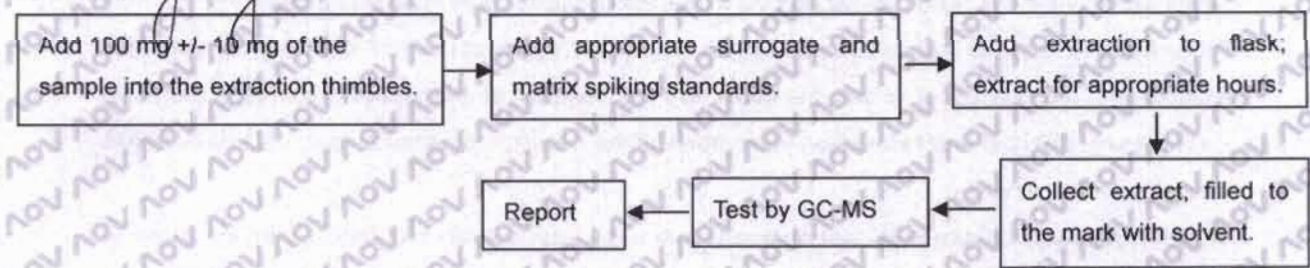 Add 100 mg +/- 10 mg of the
sample into the extraction thimbles.
Add appropriate surrogate and
matrix spiking standards.
Add extraction to flask;
extract for appropriate hours.
Collect extract, filled to
the mark with solvent.
Test by GC-MS
Report